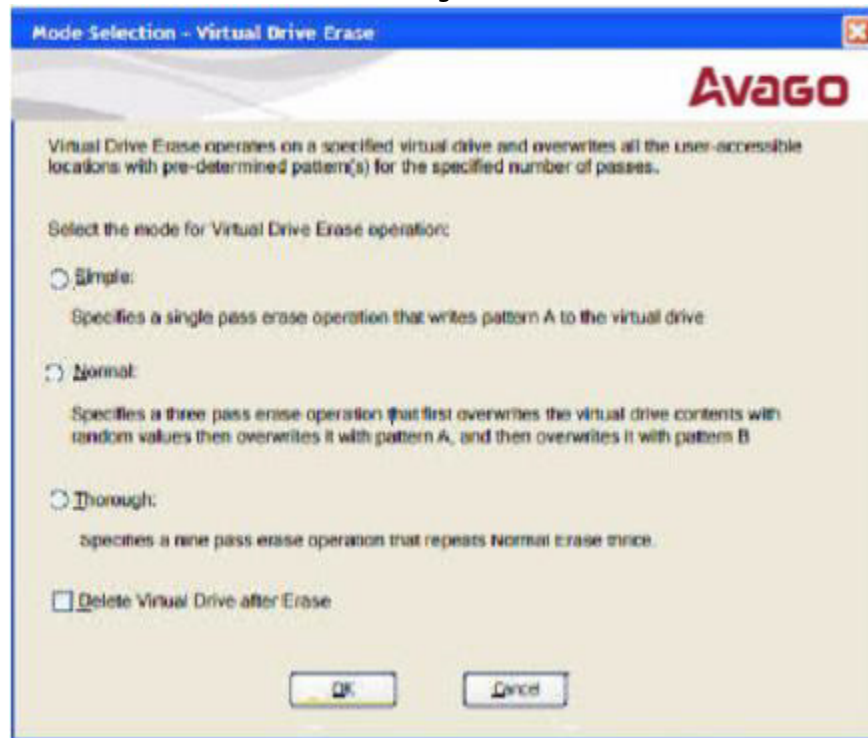 Mode Selection - Virtual Drive Erase
Avago
Virtual Drive Erase operates on a specified virtual drive and overwrites all the user-accessible
locations with pre-determined pattern(s) for the specified number of passes.
Select the mode for Virtual Drive Erase operation:
Simple:
Specifies a single pass erase operation that writes pattern A to the virtual drive
Normal:
Specifies a three pass erase operation that first overwrites the virtual drive contents with
random values then overwrites it with pattern A, and then overwrites it with pattern B
Thorough:
Specifies a nine pass erase operation that repeats Normal Erase thrice.
Delete Virtual Drive after Erase
OK Cancel